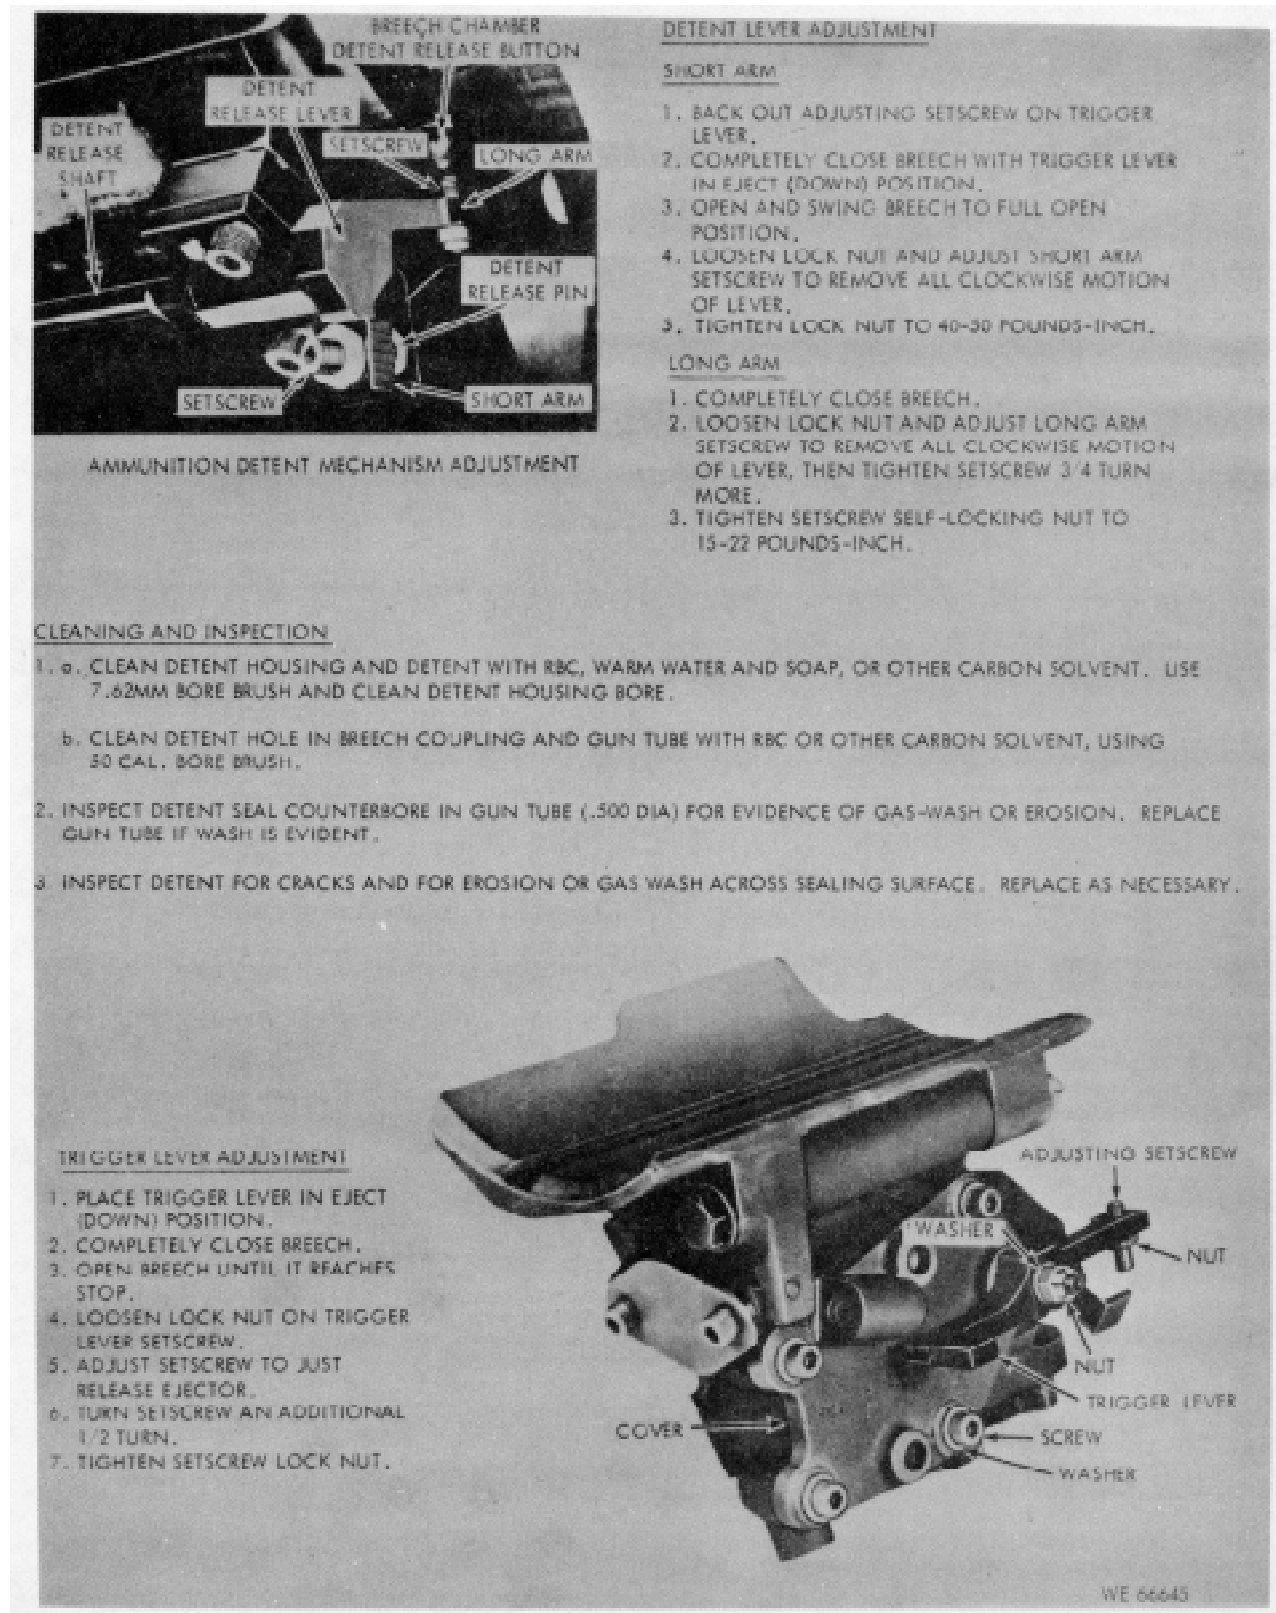 BREECH CHAMBER
DETENT RELEASE BUTTON
DETENT
RELEASE LEVER
DETENT
RELEASE
SHAFT
SETSCREW
LONG ARM
DETENT
RELEASE PIN
SETSCREW
SHORT ARM
AMMUNITION DETENT MECHANISM ADJUSTMENT
DETENT LEVER ADJUSTMENT
SHORT ARM
1. BACK OUT ADJUSTING SETSCREW ON TRIGGER
LEVER.
2. COMPLETELY CLOSE BREECH WITH TRIGGER LEVER
IN EJECT (DOWN) POSITION.
3. OPEN AND SWING BREECH TO FULL OPEN
POSITION.
4. LOOSEN LOCK NUT AND ADJUST SHORT ARM
SETSCREW TO REMOVE ALL CLOCKWISE MOTION
OF LEVER.
5. TIGHTEN LOCK NUT TO 40-50 POUNDS-INCH.
LONG ARM
1. COMPLETELY CLOSE BREECH.
2. LOOSEN LOCK NUT AND ADJUST LONG ARM
SETSCREW TO REMOVE ALL CLOCKWISE MOTION
OF LEVER, THEN TIGHTEN SETSCREW 3/4 TURN
MORE.
3. TIGHTEN SETSCREW SELF-LOCKING NUT TO
15-22 POUNDS-INCH.
CLEANING AND INSPECTION
1. a. CLEAN DETENT HOUSING AND DETENT WITH RBC, WARM WATER AND SOAP, OR OTHER CARBON SOLVENT. USE
7.62MM BORE BRUSH AND CLEAN DETENT HOUSING BORE.
b. CLEAN DETENT HOLE IN BREECH COUPLING AND GUN TUBE WITH RBC OR OTHER CARBON SOLVENT, USING
50 CAL. BORE BRUSH.
2. INSPECT DETENT SEAL COUNTERBORE IN GUN TUBE (.500 DIA) FOR EVIDENCE OF GAS-WASH OR EROSION. REPLACE
GUN TUBE IF WASH IS EVIDENT.
3 INSPECT DETENT FOR CRACKS AND FOR EROSION OR GAS WASH ACROSS SEALING SURFACE. REPLACE AS NECESSARY.
TRIGGER LEVER ADJUSTMENT
1. PLACE TRIGGER LEVER IN EJECT
(DOWN) POSITION.
2. COMPLETELY CLOSE BREECH.
3. OPEN BREECH UNTIL IT REACHES
STOP.
4. LOOSEN LOCK NUT ON TRIGGER
LEVER SETSCREW.
5. ADJUST SETSCREW TO JUST
RELEASE EJECTOR.
6. TURN SETSCREW AN ADDITIONAL
1/2 TURN.
7. TIGHTEN SETSCREW LOCK NUT.
ADJUSTING SETSCREW
WASHER
NUT
NUT
TRIGGER LEVER
COVER
SCREW
WASHER
WE 66645